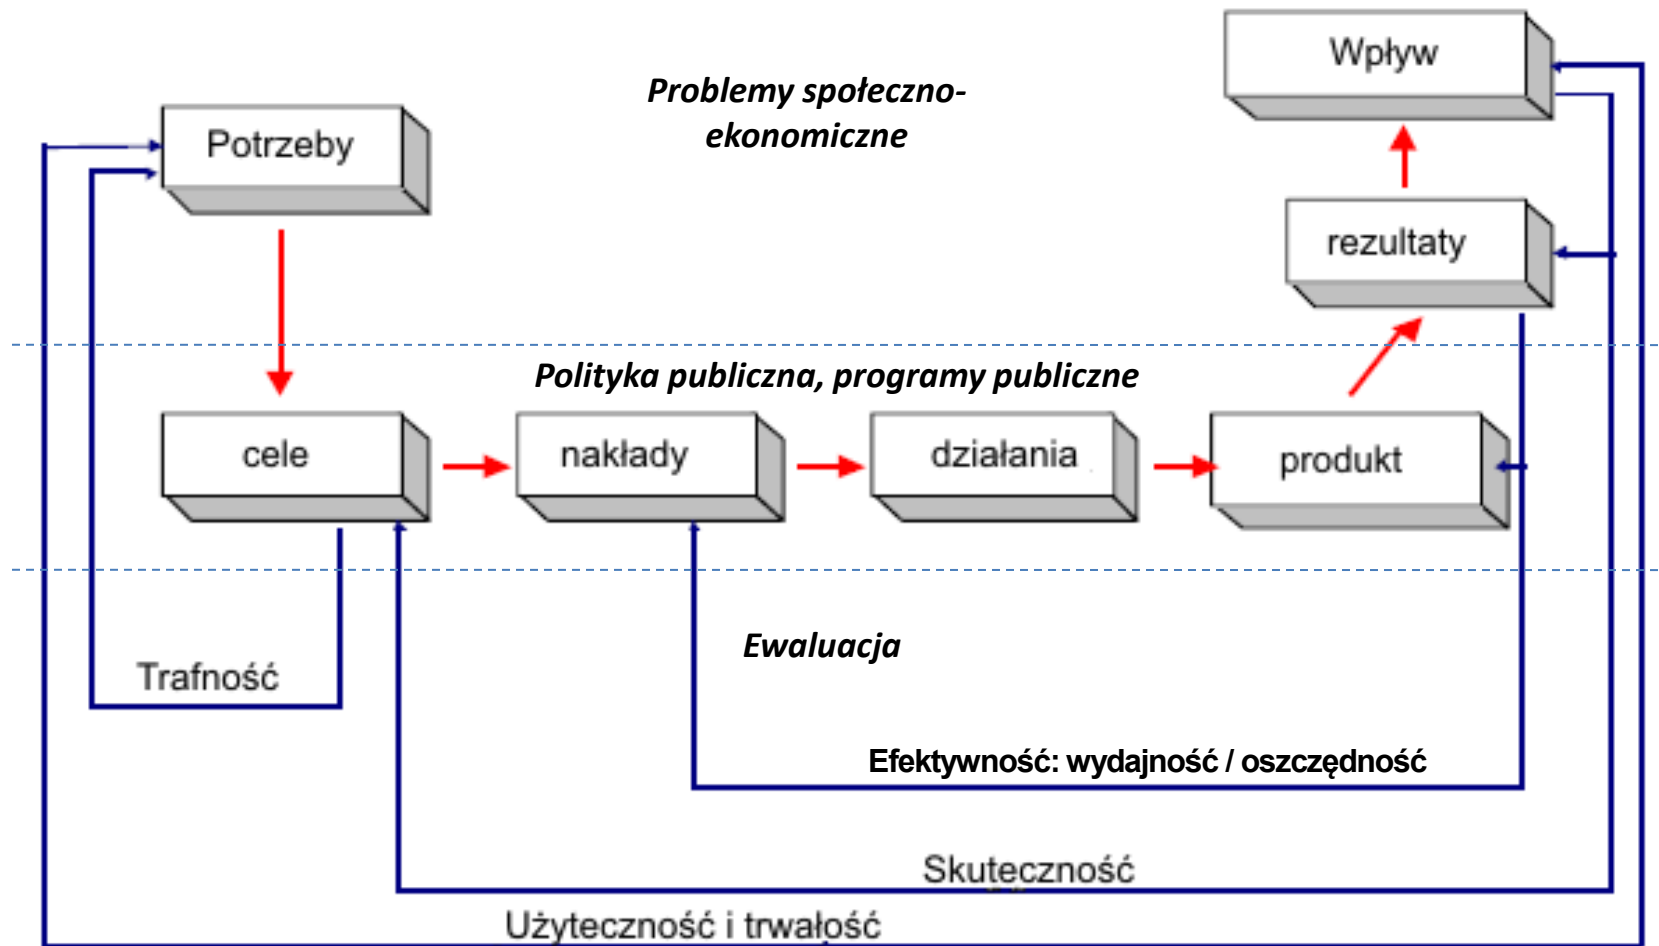 Wpływ
Problemy społeczno-
ekonomiczne
Potrzeby
rezultaty
Polityka publiczna, programy publiczne
cele
nakłady
działania
produkt
Ewaluacja
Trafność
Efektywność: wydajność / oszczędność
Skuteczność
Użyteczność i trwałość